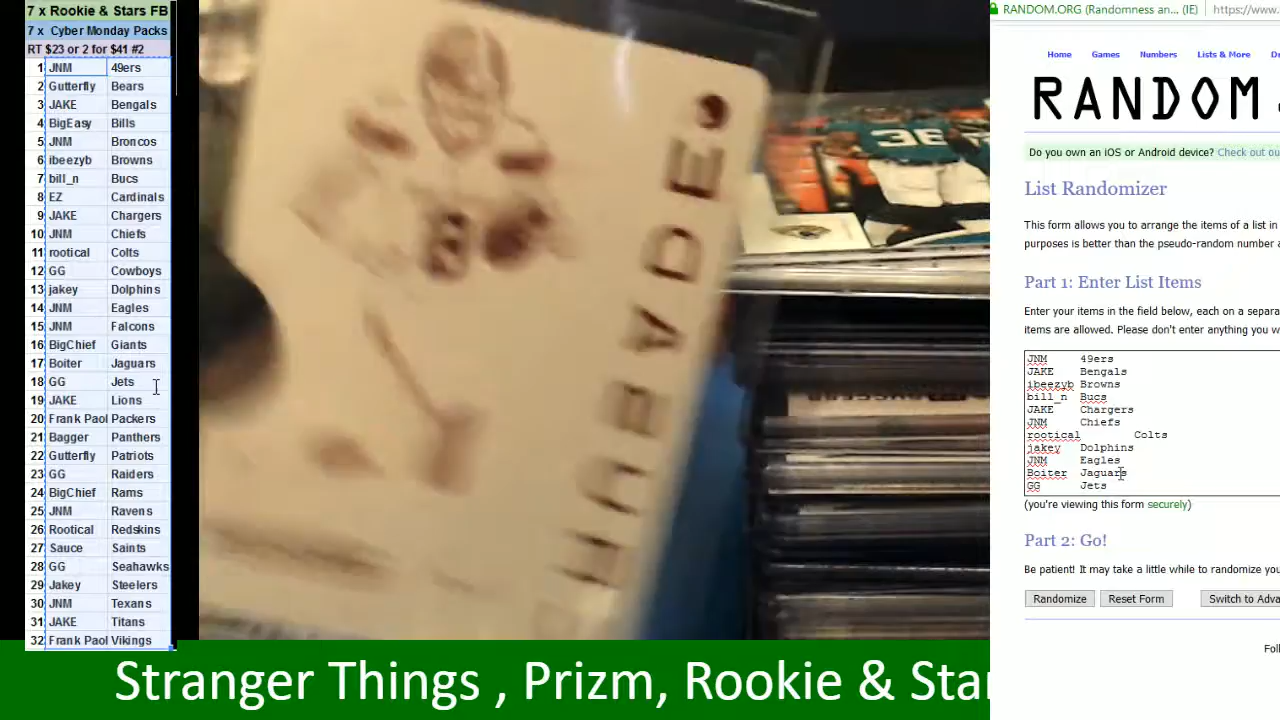 7 x Rookie & Stars FB
7 x Cyber Monday Packs
RT $23 or 2 for $41 #2
1 JNM 49ers
2 Gutterfly Bears
3 JAKE Bengals
4 BigEasy Bills
5 JNM Broncos
6 ibeezyb Browns
7 bill_n Bucs
8 EZ Cardinals
9 JAKE Chargers
10 JNM Chiefs
11 rootical Colts
12 GG Cowboys
13 jakey Dolphins
14 JNM Eagles
15 JNM Falcons
16 BigChief Giants
17 Boiter Jaguars
18 GG Jets
19 JAKE Lions
20 Frank Paol Packers
21 Bagger Panthers
22 Gutterfly Patriots
23 GG Raiders
24 BigChief Rams
25 JNM Ravens
26 Rootical Redskins
27 Sauce Saints
28 GG Seahawks
29 Jakey Steelers
30 JNM Texans
31 JAKE Titans
32 Frank Paol Vikings
36
88
RANDOM.ORG (Randomness an... (IE) https://www.
Home Games Numbers Lists & More
RANDOM
Do you own an iOS or Android device? Check out ou
List Randomizer
This form allows you to arrange the items of a list in
purposes is better than the pseudo-random number a
Part 1: Enter List Items
Enter your items in the field below, each on a separa
items are allowed. Please don't enter anything you w
JNM 49ers
JAKE Bengals
ibeezyb Browns
bill_n Bucs
JAKE Chargers
JNM Chiefs
rootical Colts
jakey Dolphins
JNM Eagles
Boiter Jaguars
GG Jets
(you're viewing this form securely)
Part 2: Go!
Be patient! It may take a little while to randomize you
Randomize Reset Form Switch to Adva
Foll
Stranger Things , Prizm, Rookie & Star